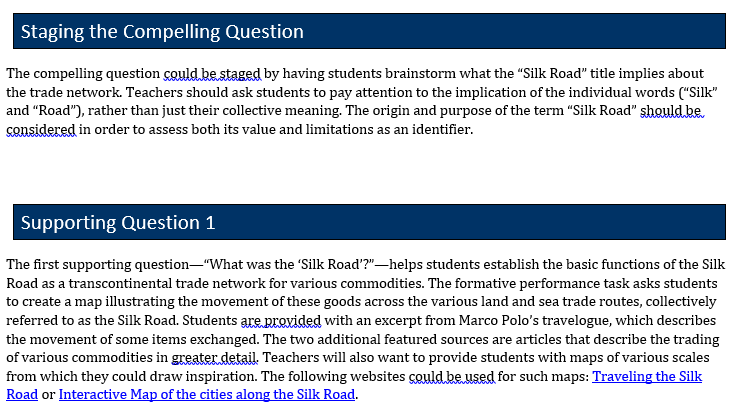 Staging the Compelling Question
The compelling question could be staged by having students brainstorm what the “Silk Road” title implies about
the trade network. Teachers should ask students to pay attention to the implication of the individual words (“Silk”
and “Road”), rather than just their collective meaning. The origin and purpose of the term “Silk Road” should be
considered in order to assess both its value and limitations as an identifier.
Supporting Question 1
The first supporting question—“What was the ‘Silk Road’?”—helps students establish the basic functions of the Silk
Road as a transcontinental trade network for various commodities. The formative performance task asks students
to create a map illustrating the movement of these goods across the various land and sea trade routes, collectively
referred to as the Silk Road. Students are provided with an excerpt from Marco Polo’s travelogue, which describes
the movement of some items exchanged. The two additional featured sources are articles that describe the trading
of various commodities in greater detail. Teachers will also want to provide students with maps of various scales
from which they could draw inspiration. The following websites could be used for such maps: Traveling the Silk
Road or Interactive Map of the cities along the Silk Road.